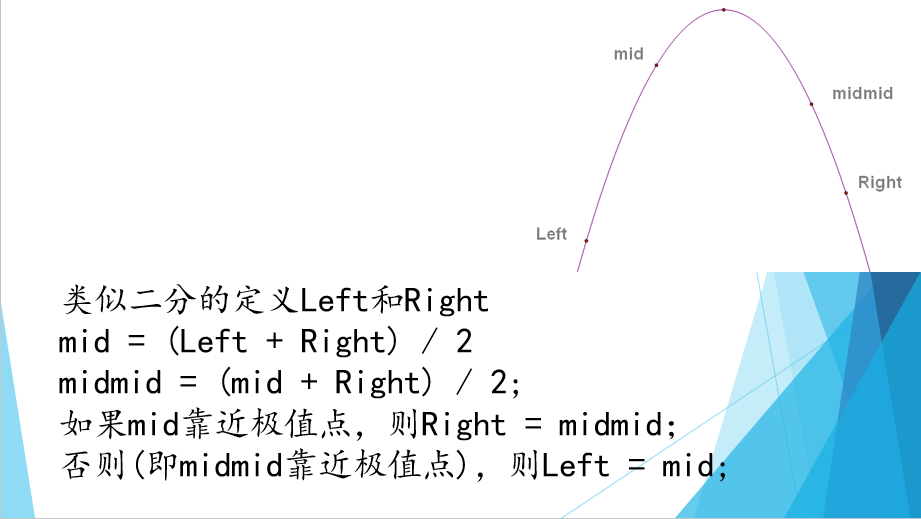 mid
midmid
Right
Left
类似二分的定义Left和Right
mid = (Left + Right) / 2
midmid = (mid + Right) / 2;
如果mid靠近极值点，则Right = midmid;
否则(即midmid靠近极值点)，则Left = mid;